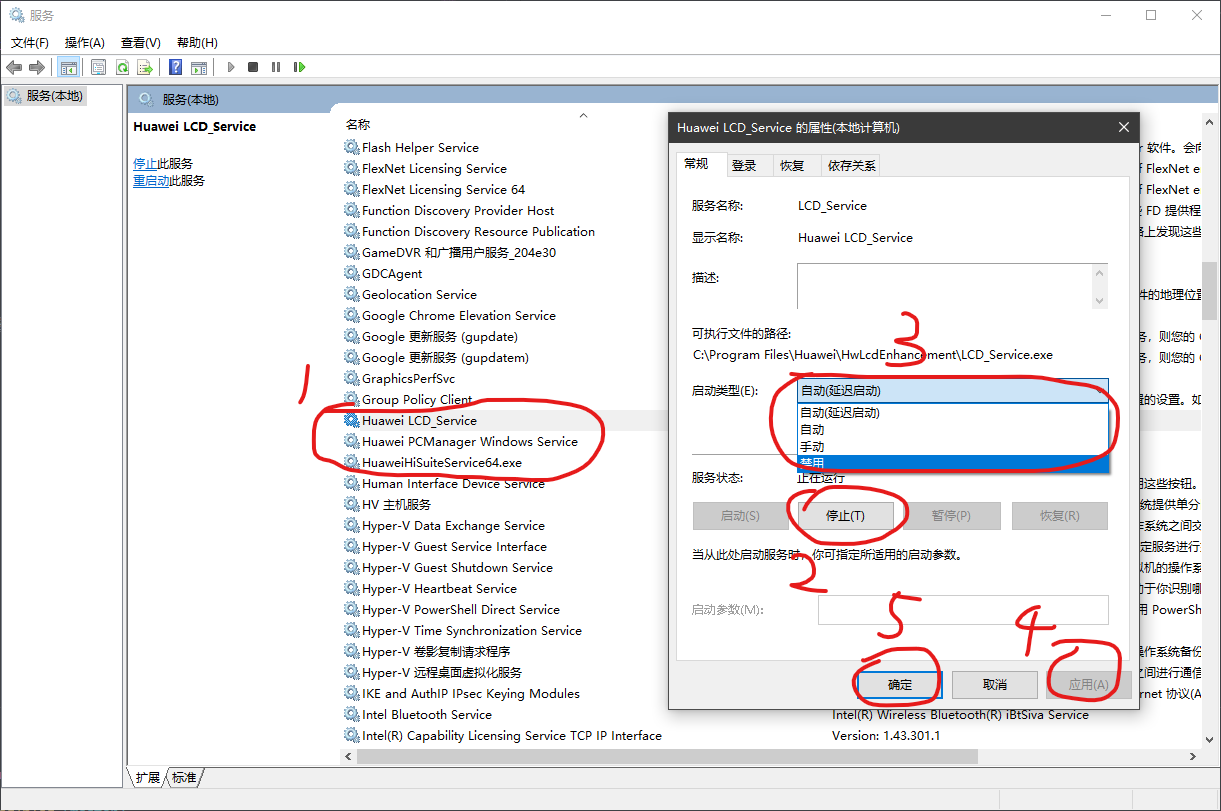 服务
文件(F) 操作(A) 查看(V) 帮助(H)
服务(本地)
服务(本地)
Huawei LCD_Service
停止此服务
重启动此服务
名称
Flash Helper Service
FlexNet Licensing Service
FlexNet Licensing Service 64
Function Discovery Provider Host
Function Discovery Resource Publication
GameDVR 和广播用户服务_204e30
GDCAgent
Geolocation Service
Google Chrome Elevation Service
Google 更新服务 (gupdate)
Google 更新服务 (gupdatem)
GraphicsPerfSvc
Group Policy Client
Huawei LCD_Service
Huawei PCManager Windows Service
HuaweiHiSuiteService64.exe
Human Interface Device Service
HV 主机服务
Hyper-V Data Exchange Service
Hyper-V Guest Service Interface
Hyper-V Guest Shutdown Service
Hyper-V Heartbeat Service
Hyper-V PowerShell Direct Service
Hyper-V Time Synchronization Service
Hyper-V 卷影复制请求程序
Hyper-V 远程桌面虚拟化服务
IKE and AuthIP IPsec Keying Modules
Intel Bluetooth Service
Intel(R) Capability Licensing Service TCP IP Interface
Intel(R) Wireless Bluetooth(R) iBtSiva Service
Version: 1.43.301.1
扩展 标准
1
Huawei LCD_Service 的属性(本地计算机)
常规 登录 恢复 依存关系
服务名称: LCD_Service
显示名称: Huawei LCD_Service
描述:
可执行文件的路径:
C:\Program Files\Huawei\HwLcdEnhancement\LCD_Service.exe
3
启动类型(E): 自动(延迟启动)
自动(延迟启动)
自动
手动
禁用
服务状态: 正在运行
启动(S) 停止(T) 暂停(P) 恢复(R)
当从此处启动服务时，你可指定所适用的启动参数。
2
启动参数(M):
5
4
确定 取消 应用(A)
软件。会向
FlexNet e
FlexNet e
FD 提供程
上发现这些
件的地理位置
，则您的
，则您的
置的设置。如
用这些按钮。
统提供单分
作系统之间交
定服务进行
拟机的操作系
助于你识别哪
用 PowerSh
操作系统备份
之间进行通信
rnet 协议(A